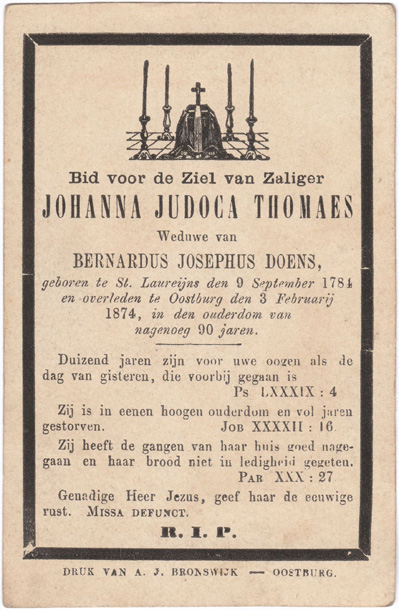 Bid voor de Ziel van Zaliger
JOHANNA JUDOCA THOMAES
Weduwe van
BERNARDUS JOSEPHUS DOENS,
geboren te St. Laureijns den 9 September 1784
en overleden te Oostburg den 3 Februarij
1874, in den ouderdom van
nagenoeg 90 jaren.
Duizend jaren zijn voor uwe oogen als de
dag van gisteren, die voorbij gegaan is
Ps LXXXIX : 4
Zij is in eenen hoogen ouderdom en vol jaren
gestorven. Job XXXXII : 16
Zij heeft de gangen van haar huis goed nage-
gaan en haar brood niet in ledigheid gegeten.
Par XXX : 27
Genadige Heer Jezus, geef haar de eeuwige
rust. Missa defunct.
R. I. P.
DRUK VAN A. J. BRONSWIJK — OOSTBURG.